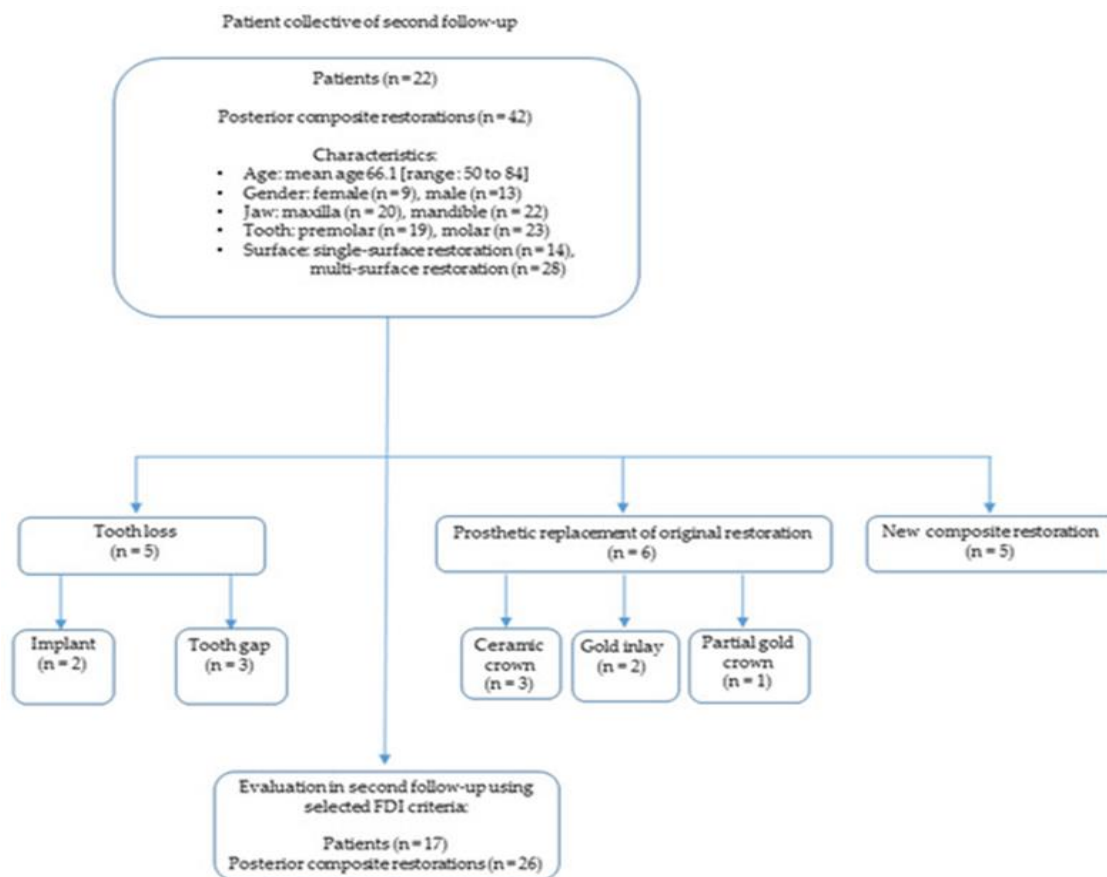 Patient collective of second follow-up
Patients (n = 22)
Posterior composite restorations (n = 42)
Characteristics:
• Age: mean age 66.1 [range: 50 to 84]
• Gender: female (n = 9), male (n =13)
• Jaw: maxilla (n = 20), mandible (n = 22)
• Tooth: premolar (n = 19), molar (n = 23)
• Surface: single-surface restoration (n = 14),
multi-surface restoration (n = 28)
Tooth loss
(n = 5)
Prosthetic replacement of original restoration
(n = 6)
New composite restoration
(n = 5)
Implant
(n = 2)
Tooth gap
(n = 3)
Ceramic
crown
(n = 3)
Gold inlay
(n = 2)
Partial gold
crown
(n = 1)
Evaluation in second follow-up using
selected FDI criteria:
Patients (n = 17)
Posterior composite restorations (n = 26)